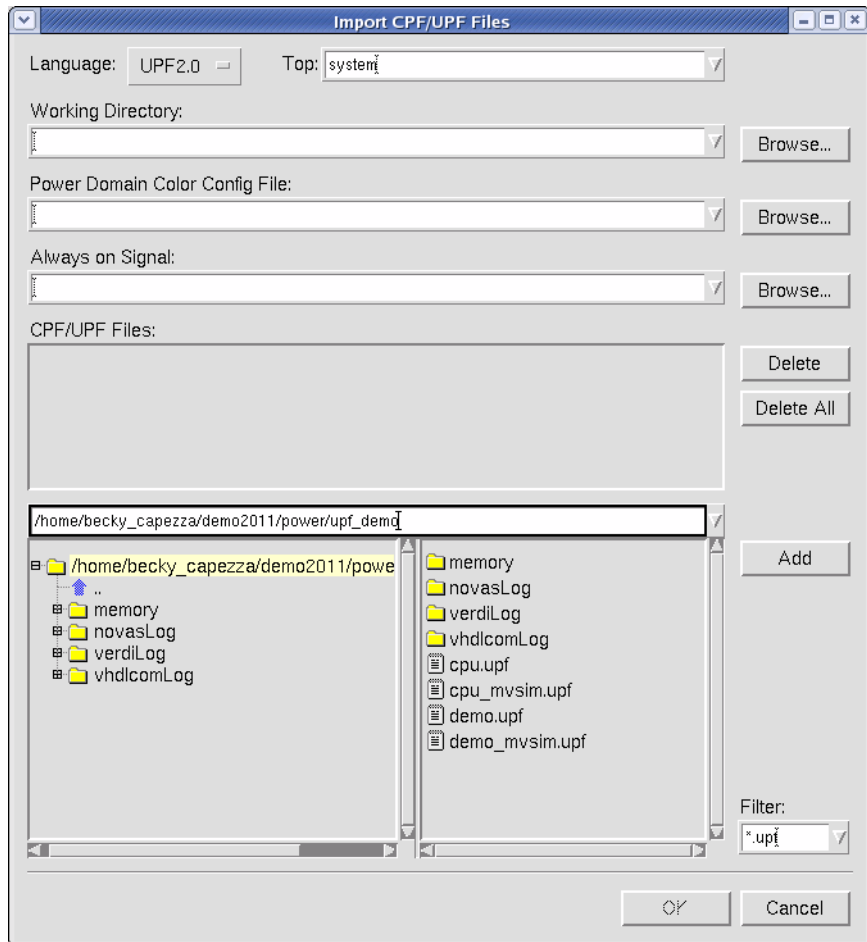 Import CPF/UPF Files
Language: UPF2.0 Top: system
Working Directory:
Browse...
Power Domain Color Config File:
Browse...
Always on Signal:
Browse...
CPF/UPF Files:
Delete
Delete All
/home/becky_capezza/demo2011/power/upf_demo
/home/becky_capezza/demo2011/powe
..
memory
novasLog
verdiLog
vhdlcomLog
memory
novasLog
verdiLog
vhdlcomLog
cpu.upf
cpu_mvsim.upf
demo.upf
demo_mvsim.upf
Add
Filter:
*.upf
OK Cancel